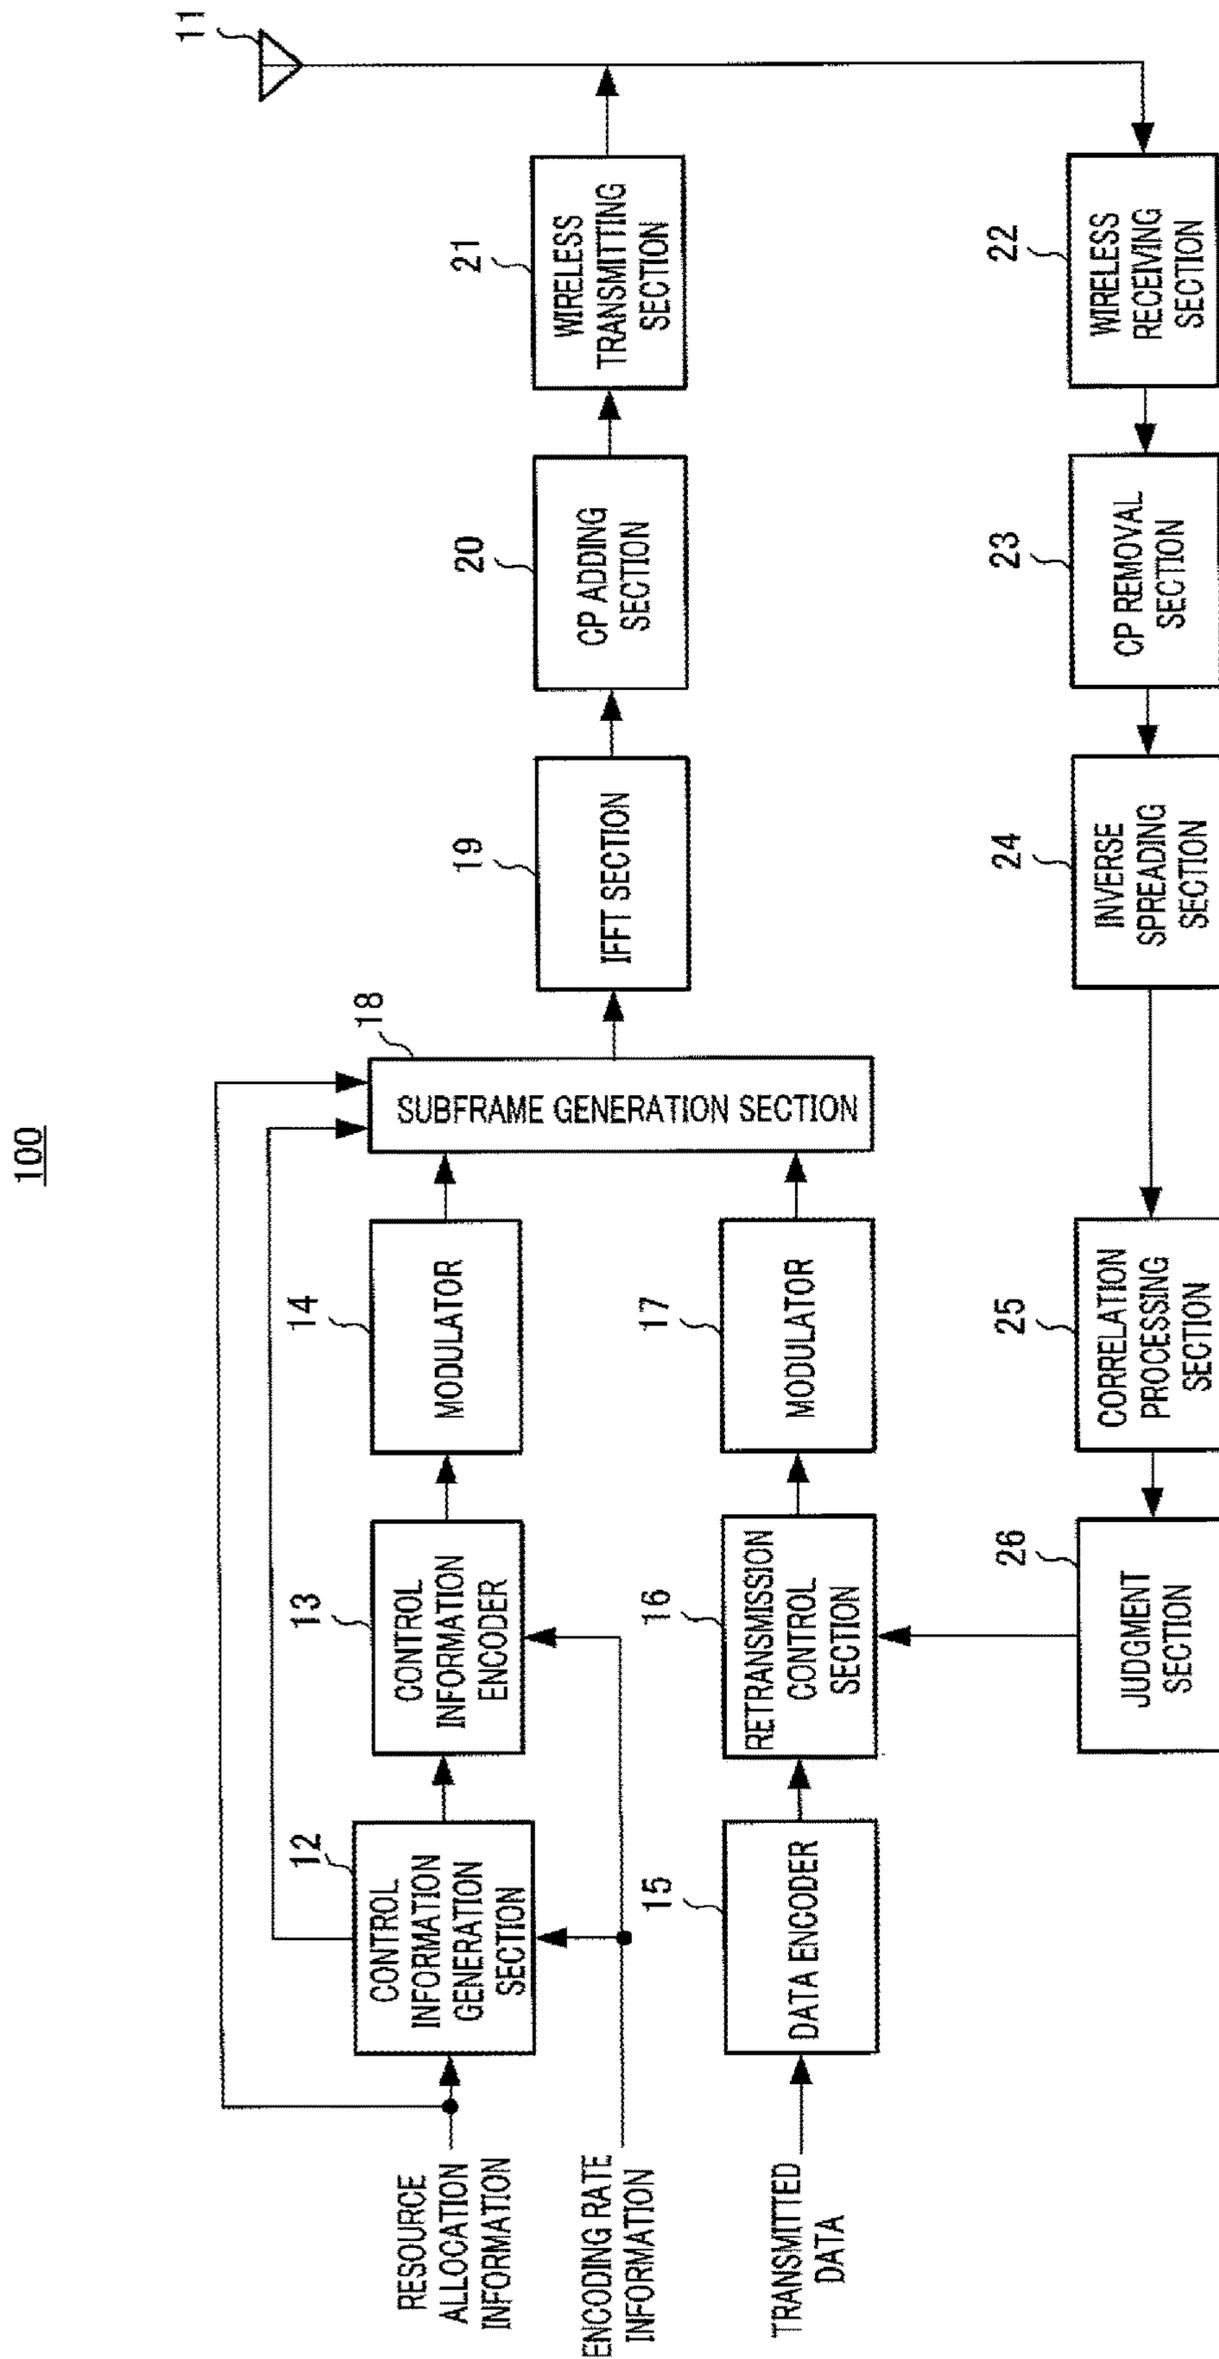 100
11
RESOURCE
ALLOCATION
INFORMATION
12
CONTROL
INFORMATION
GENERATION
SECTION
13
CONTROL
INFORMATION
ENCODER
14
MODULATOR
18
SUBFRAME GENERATION SECTION
19
IFFT SECTION
20
CP ADDING
SECTION
21
WIRELESS
TRANSMITTING
SECTION
ENCODING RATE
INFORMATION
TRANSMITTED
DATA
15
DATA ENCODER
16
RETRANSMISSION
CONTROL
SECTION
17
MODULATOR
26
JUDGMENT
SECTION
25
CORRELATION
PROCESSING
SECTION
24
INVERSE
SPREADING
SECTION
23
CP REMOVAL
SECTION
22
WIRELESS
RECEIVING
SECTION